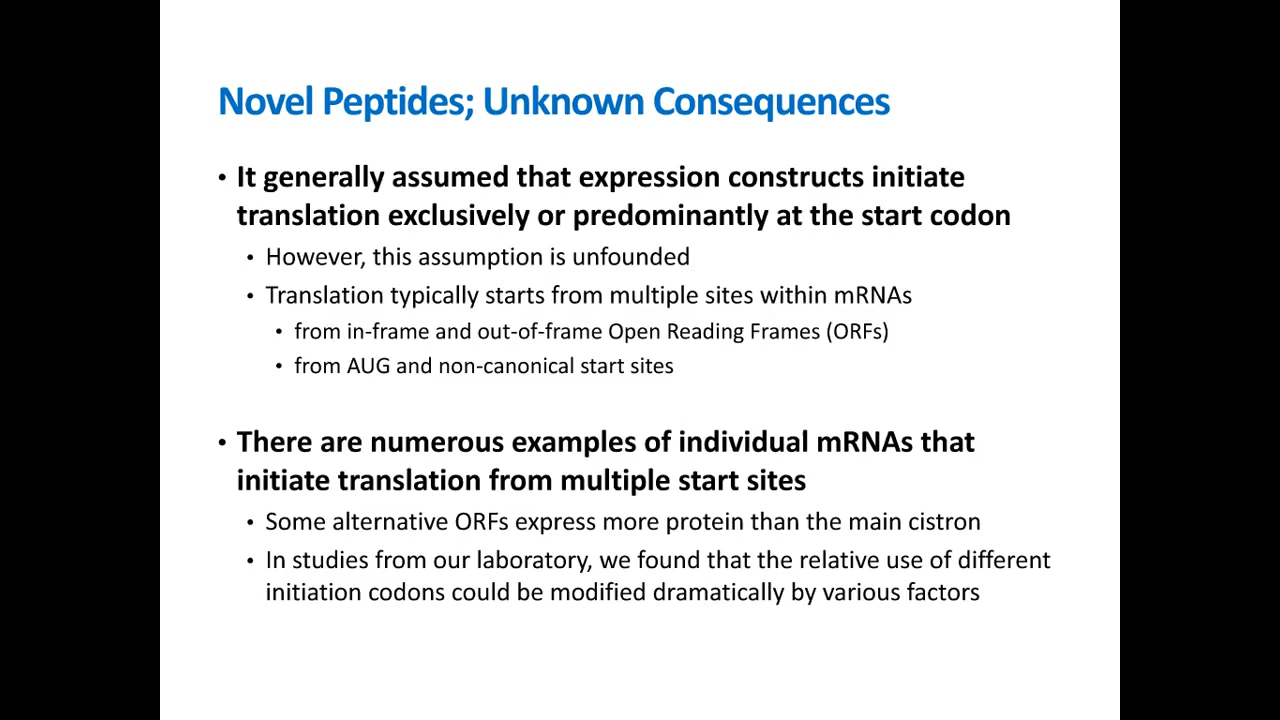 Novel Peptides; Unknown Consequences
• It generally assumed that expression constructs initiate
translation exclusively or predominantly at the start codon
• However, this assumption is unfounded
• Translation typically starts from multiple sites within mRNAs
• from in-frame and out-of-frame Open Reading Frames (ORFs)
• from AUG and non-canonical start sites
• There are numerous examples of individual mRNAs that
initiate translation from multiple start sites
• Some alternative ORFs express more protein than the main cistron
• In studies from our laboratory, we found that the relative use of different
initiation codons could be modified dramatically by various factors